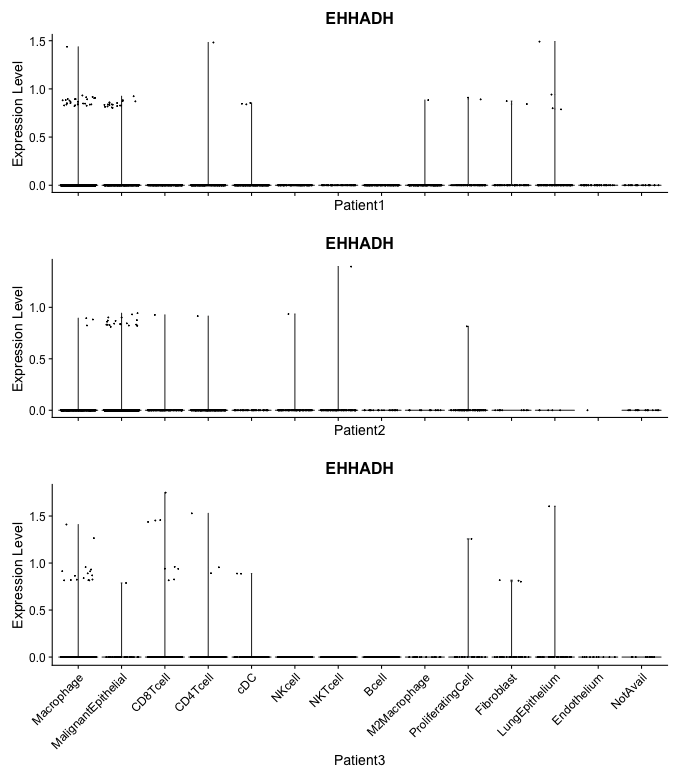 EHHADH
Expression Level
1.5
1.0
0.5
0.0
Patient1
EHHADH
Expression Level
1.0
0.5
0.0
Patient2
EHHADH
Expression Level
1.5
1.0
0.5
0.0
Macrophage
MalignantEpithelial
CD8Tcell
CD4Tcell
cDC
NKcell
NKTcell
Bcell
M2Macrophage
ProliferatingCell
Fibroblast
LungEpithelium
Endothelium
NotAvail
Patient3